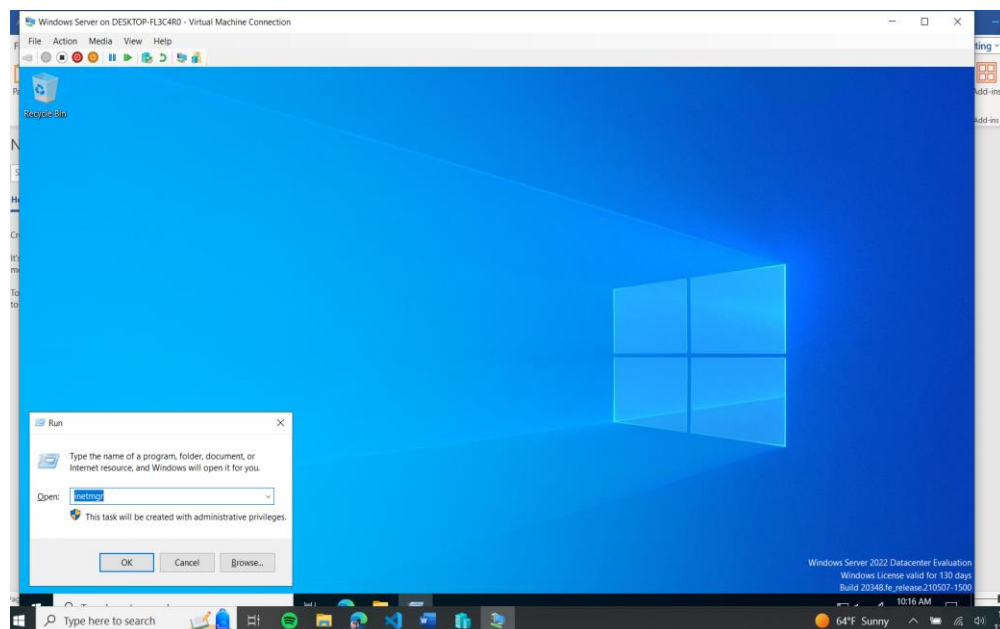 Windows Server on DESKTOP-FL3C4R0 - Virtual Machine Connection
File Action Media View Help
ting
Add-ins
Add-ins
Recycle Bin
Run
Type the name of a program, folder, document, or
Internet resource, and Windows will open it for you.
Open: inetmgr
This task will be created with administrative privileges.
OK Cancel Browse...
Windows Server 2022 Datacenter Evaluation
Windows License valid for 130 days
Build 20348.fe_release.210507-1500
10:16 AM
Type here to search
64°F Sunny